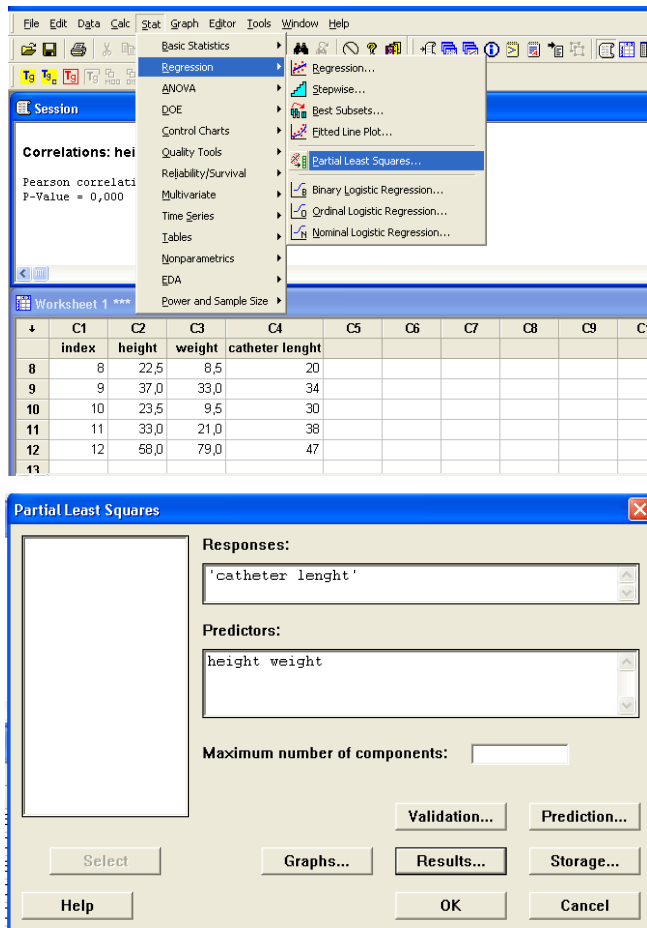 File Edit Data Calc Stat Graph Editor Tools Window Help
Basic Statistics
Regression
ANOVA
DOE
Control Charts
Quality Tools
Reliability/Survival
Multivariate
Time Series
Tables
Nonparametrics
EDA
Power and Sample Size
Regression...
Stepwise...
Best Subsets...
Fitted Line Plot...
Partial Least Squares...
Binary Logistic Regression...
Ordinal Logistic Regression...
Nominal Logistic Regression...
Session
Correlations: hei
Pearson correlati
P-Value = 0,000
Worksheet 1 ***
C1 C2 C3 C4 C5 C6 C7 C8 C9
index height weight catheter lenght
8 8 22,5 8,5 20
9 9 37,0 33,0 34
10 10 23,5 9,5 30
11 11 33,0 21,0 38
12 12 58,0 79,0 47
13
Partial Least Squares
Responses:
'catheter lenght'
Predictors:
height weight
Maximum number of components:
Validation... Prediction...
Select Graphs... Results... Storage...
Help OK Cancel